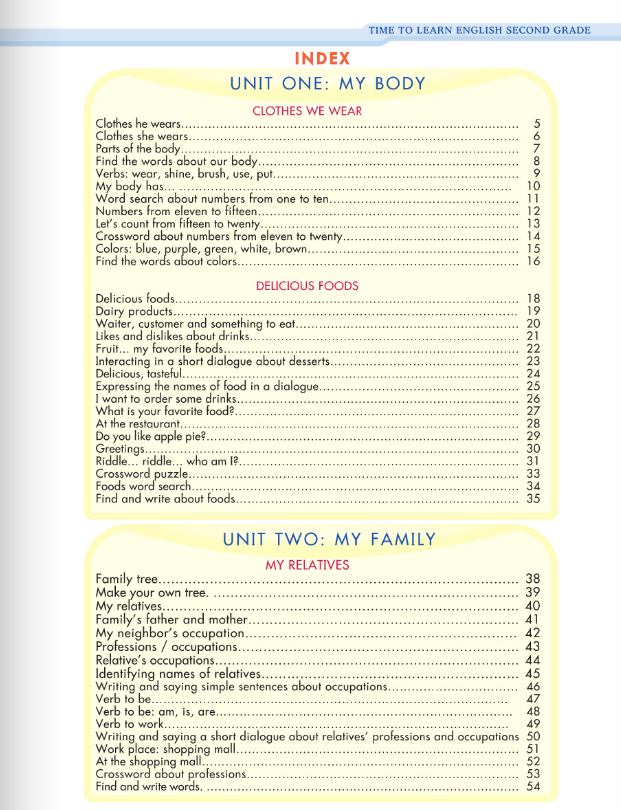 TIME TO LEARN ENGLISH SECOND GRADE
INDEX
UNIT ONE: MY BODY
CLOTHES WE WEAR
Clothes he wears........ 5
Clothes she wears........ 6
Parts of the body........ 7
Find the words about our body........ 8
Verbs: wear, shine, brush, use, put........ 9
My body has... ........ 10
Word search about numbers from one to ten........ 11
Numbers from eleven to fifteen........ 12
Let's count from fifteen to twenty........ 13
Crossword about numbers from eleven to twenty........ 14
Colors: blue, purple, green, white, brown........ 15
Find the words about colors........ 16
DELICIOUS FOODS
Delicious foods........ 18
Dairy products........ 19
Waiter, customer and something to eat........ 20
Likes and dislikes about drinks........ 21
Fruit... my favorite foods........ 22
Interacting in a short dialogue about desserts........ 23
Delicious, tasteful........ 24
Expressing the names of food in a dialogue........ 25
I want to order some drinks........ 26
What is your favorite food?........ 27
At the restaurant........ 28
Do you like apple pie?........ 29
Greetings........ 30
Riddle... riddle... who am I?........ 31
Crossword puzzle........ 33
Foods word search........ 34
Find and write about foods........ 35
UNIT TWO: MY FAMILY
MY RELATIVES
Family tree........ 38
Make your own tree. ........ 39
My relatives........ 40
Family's father and mother........ 41
My neighbor's occupation........ 42
Professions / occupations........ 43
Relative's occupations........ 44
Identifying names of relatives........ 45
Writing and saying simple sentences about occupations........ 46
Verb to be........ 47
Verb to be: am, is, are........ 48
Verb to work........ 49
Writing and saying a short dialogue about relatives' professions and occupations 50
Work place: shopping mall........ 51
At the shopping mall........ 52
Crossword about professions........ 53
Find and write words. ........ 54